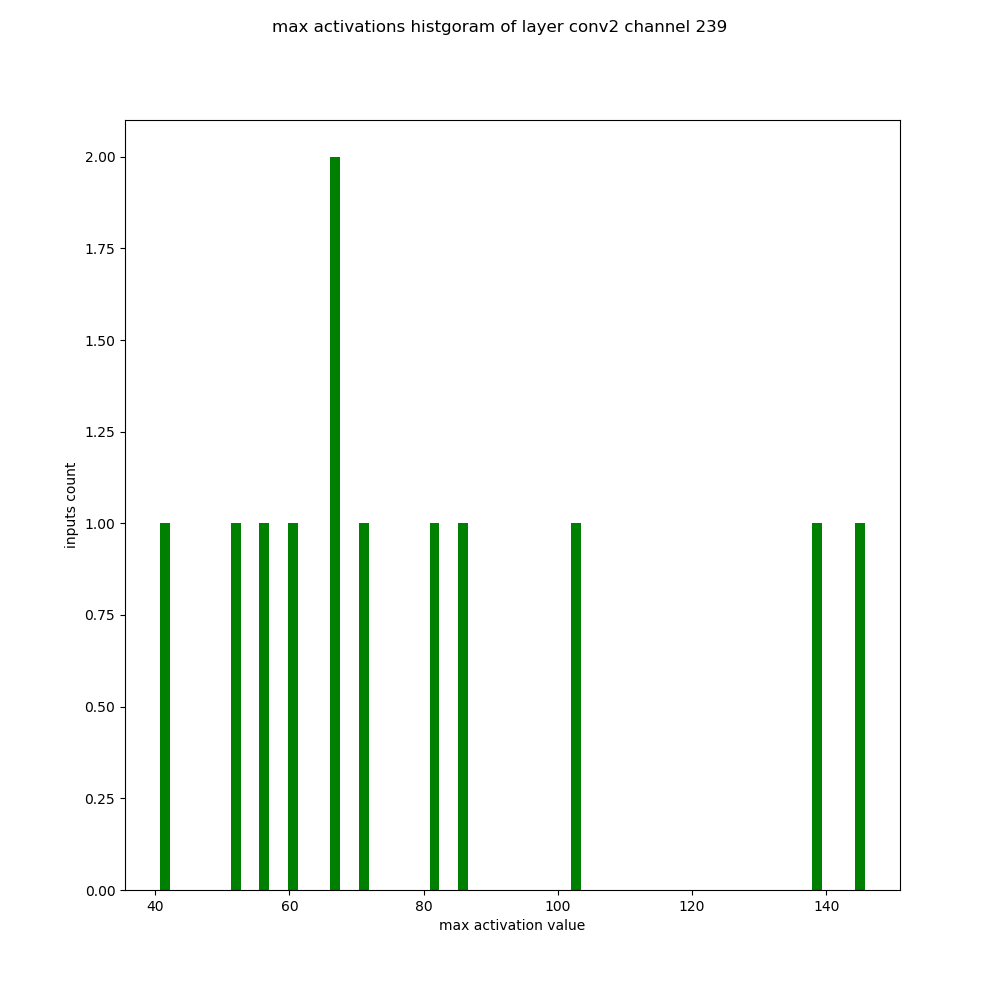 max activations histgoram of layer conv2 channel 239
2.00
1.75
1.50
1.25
1.00
0.75
0.50
0.25
0.00
inputs count
40 60 80 100 120 140
max activation value